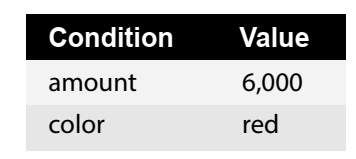 Condition Value
amount 6,000
color red